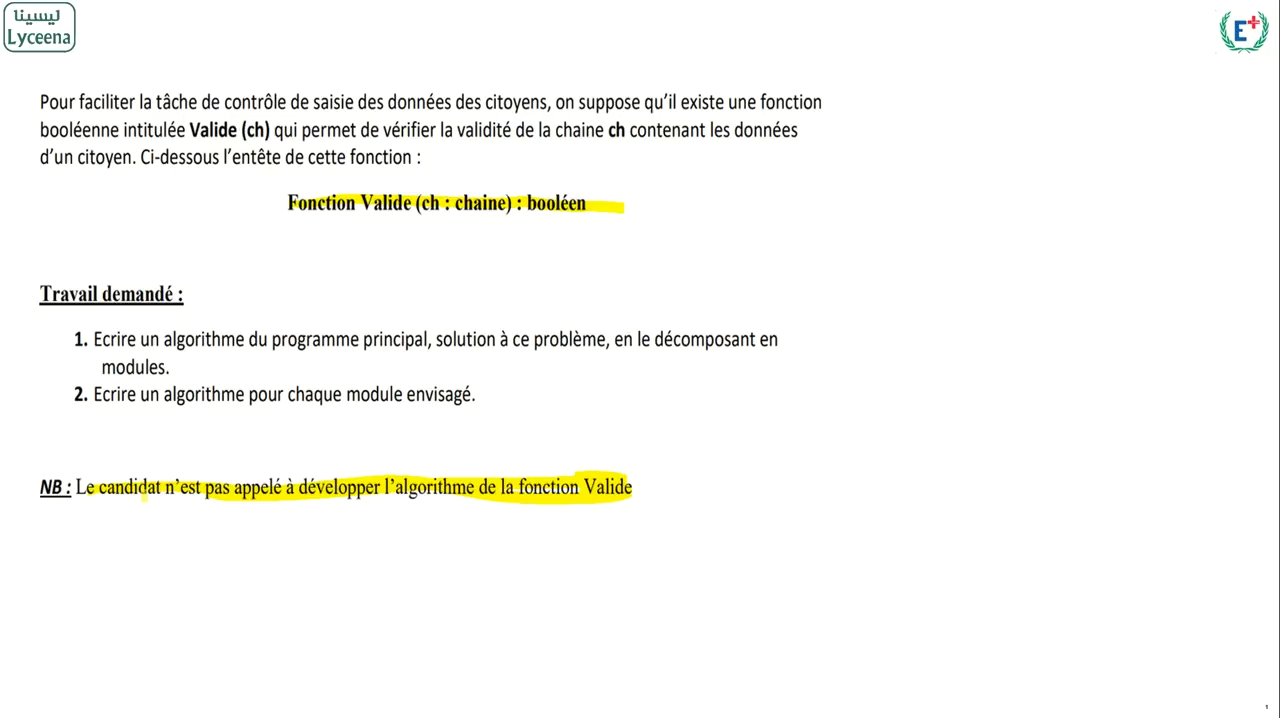 ليسينا
Lyceena
E+
Pour faciliter la tâche de contrôle de saisie des données des citoyens, on suppose qu’il existe une fonction
booléenne intitulée Valide (ch) qui permet de vérifier la validité de la chaine ch contenant les données
d’un citoyen. Ci-dessous l’entête de cette fonction :
Fonction Valide (ch : chaine) : booléen
Travail demandé :
1. Ecrire un algorithme du programme principal, solution à ce problème, en le décomposant en
modules.
2. Ecrire un algorithme pour chaque module envisagé.
NB : Le candidat n’est pas appelé à développer l’algorithme de la fonction Valide
1